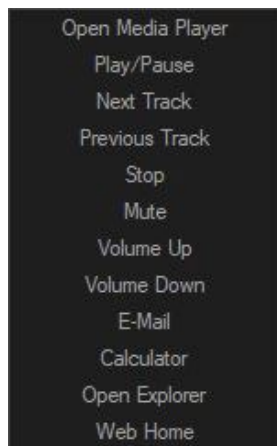 Open Media Player
Play/Pause
Next Track
Previous Track
Stop
Mute
Volume Up
Volume Down
E-Mail
Calculator
Open Explorer
Web Home